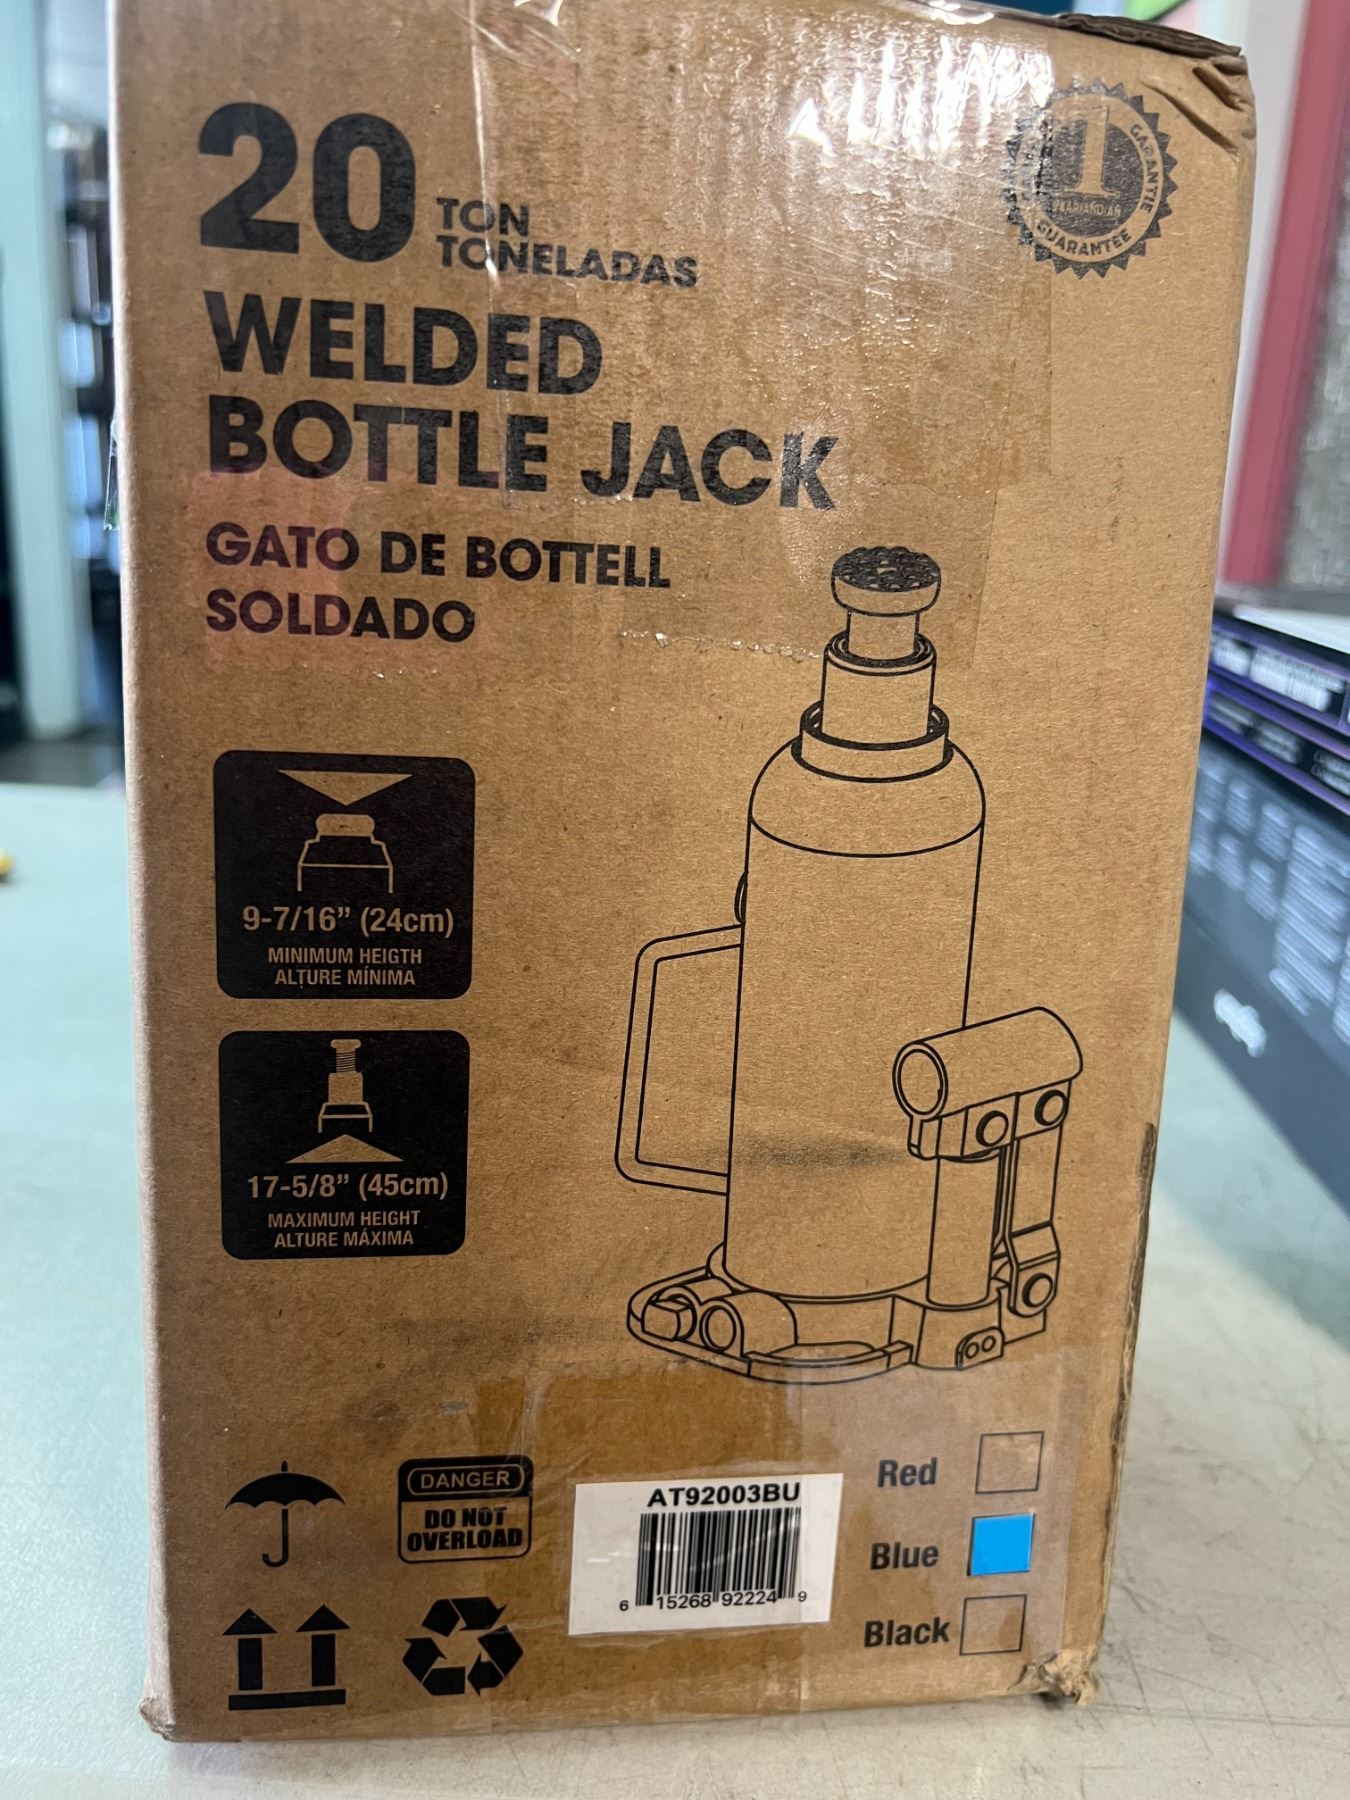 20 TON
TONELADAS
1
GARANTIE
GUARANTEE
WELDED
BOTTLE JACK
GATO DE BOTTELL
SOLDADO
9-7/16” (24cm)
MINIMUM HEIGTH
ALTURE MÍNIMA
17-5/8” (45cm)
MAXIMUM HEIGHT
ALTURE MÁXIMA
DANGER
DO NOT
OVERLOAD
AT92003BU
6 15268 92224 9
Red
Blue
Black